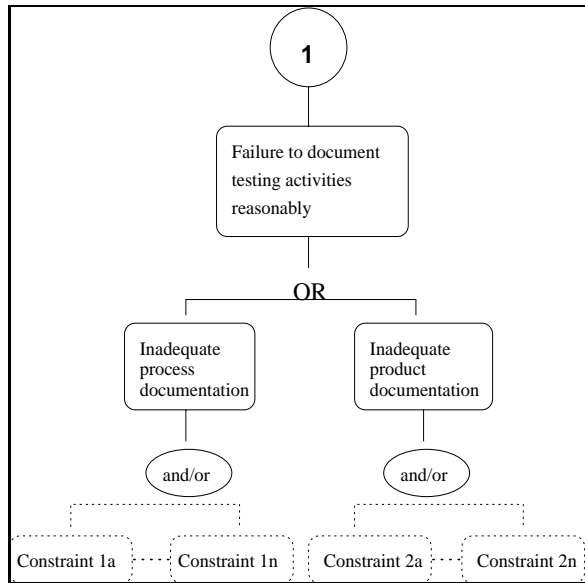 1
Failure to document
testing activities
reasonably
OR
Inadequate
process
documentation
Inadequate
product
documentation
and/or
and/or
Constraint 1a
Constraint 1n
Constraint 2a
Constraint 2n